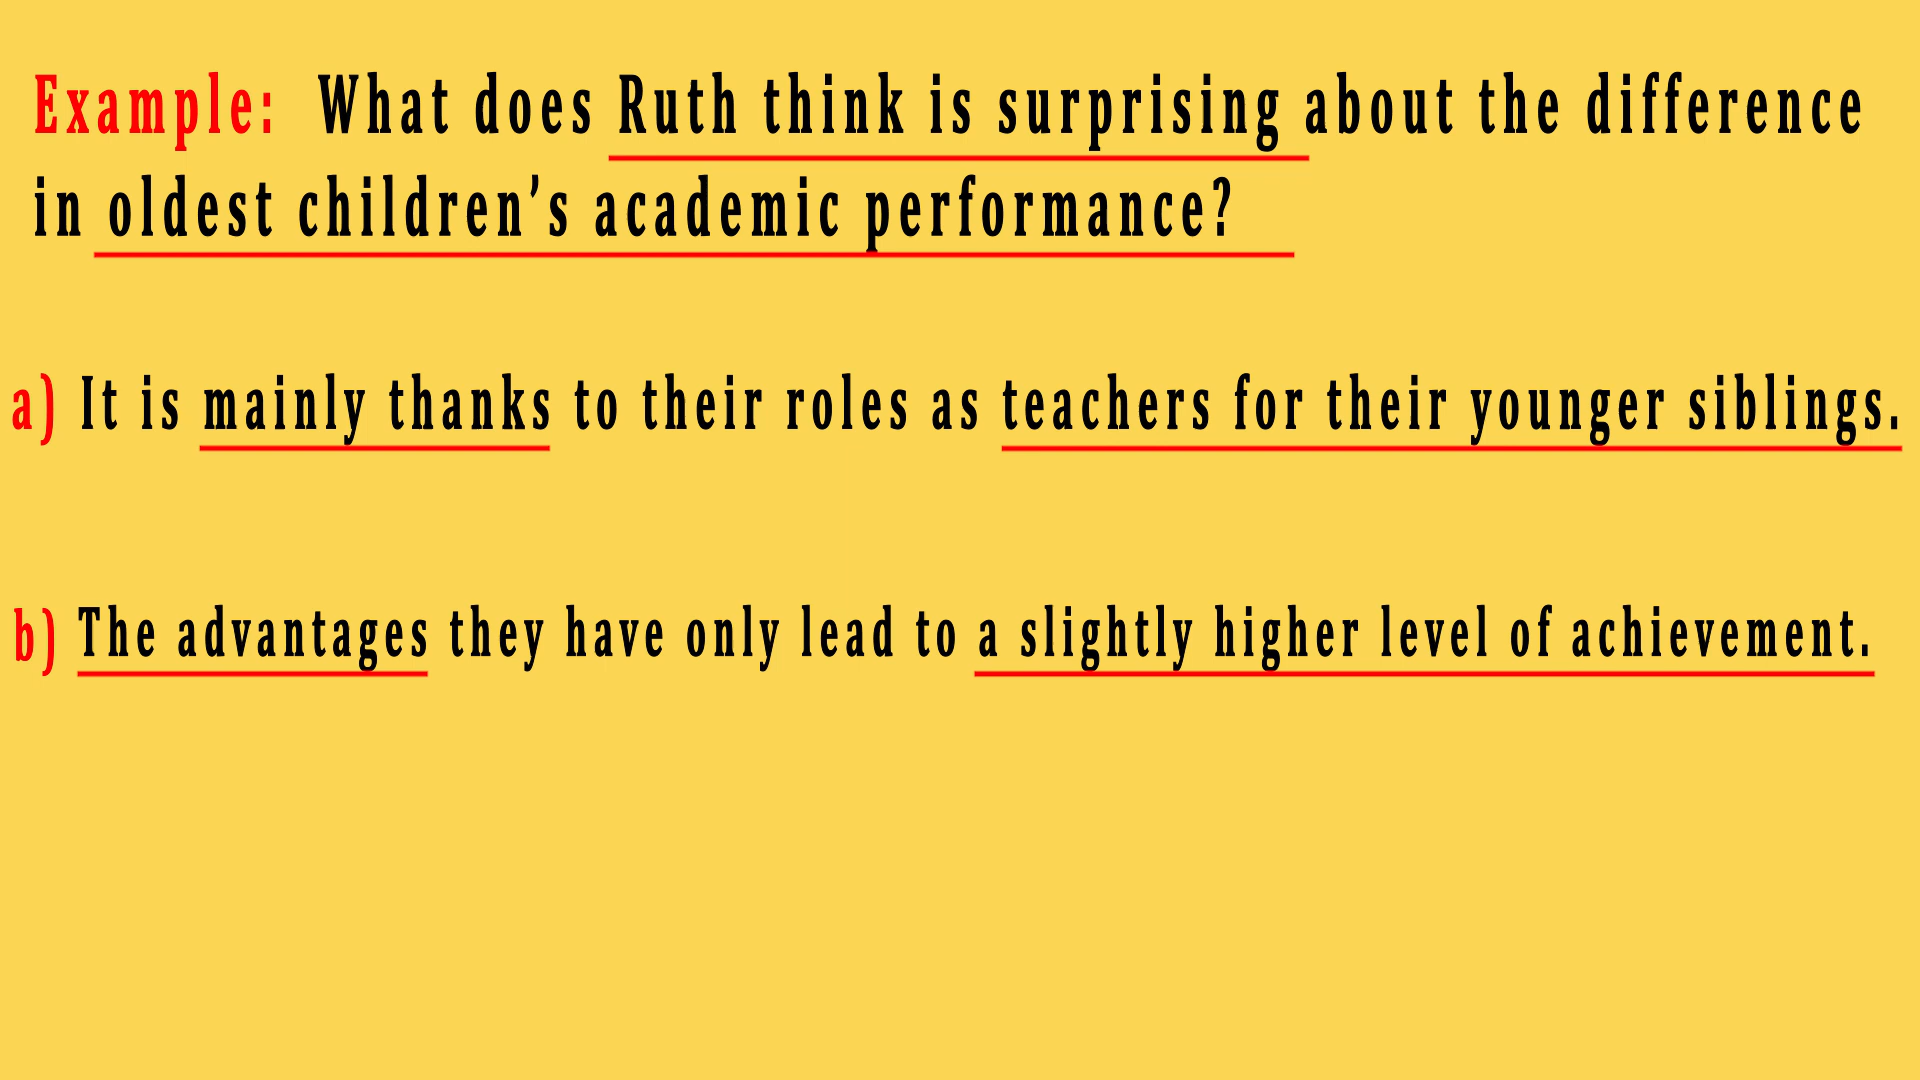 Example: What does Ruth think is surprising about the difference
in oldest children’s academic performance?
a) It is mainly thanks to their roles as teachers for their younger siblings.
b) The advantages they have only lead to a slightly higher level of achievement.